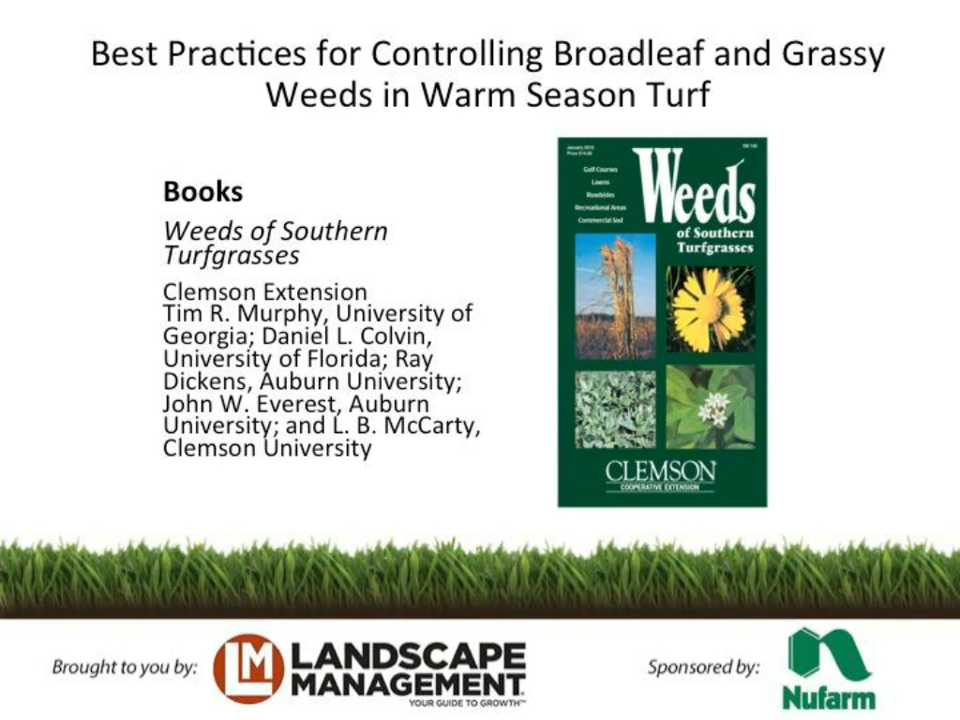 Best Practices for Controlling Broadleaf and Grassy
Weeds in Warm Season Turf
Books
Weeds of Southern
Turfgrasses
Clemson Extension
Tim R. Murphy, University of
Georgia; Daniel L. Colvin,
University of Florida; Ray
Dickens, Auburn University;
John W. Everest, Auburn
University; and L. B. McCarty,
Clemson University
January 2010
Golf Courses
Lawns
Roadsides
Recreational Areas
Commercial Sod
Weeds
of Southern
Turfgrasses
CLEMSON
COOPERATIVE EXTENSION
Brought to you by:
LM
LANDSCAPE
MANAGEMENT
YOUR GUIDE TO GROWTH™
Sponsored by:
Nufarm